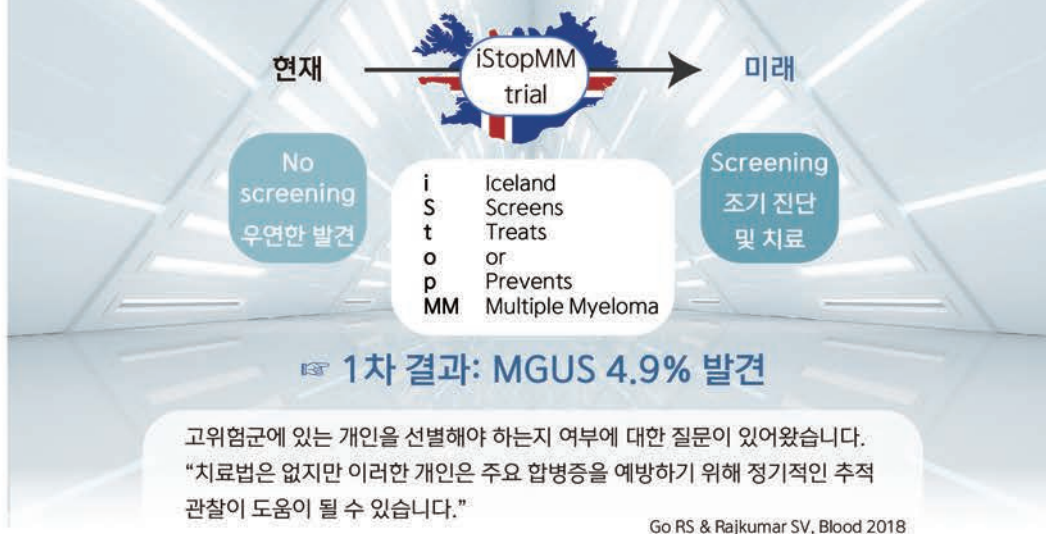 현재
iStopMM
trial
미래
No
screening
우연한 발견
i Iceland
S Screens
t Treats
o or
p Prevents
MM Multiple Myeloma
Screening
조기 진단
및 치료
☞ 1차 결과: MGUS 4.9% 발견
고위험군에 있는 개인을 선별해야 하는지 여부에 대한 질문이 있어왔습니다.
“치료법은 없지만 이러한 개인은 주요 합병증을 예방하기 위해 정기적인 추적
관찰이 도움이 될 수 있습니다.”
Go RS & Rajkumar SV, Blood 2018